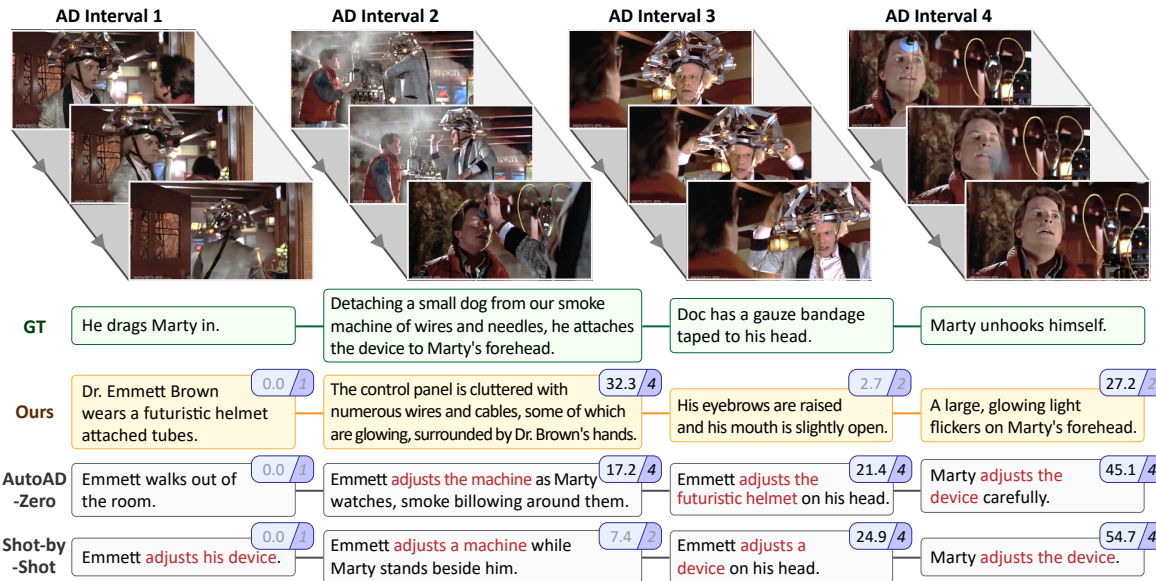 AD Interval 1
AD Interval 2
AD Interval 3
AD Interval 4
MOVIECLIPS.com
MOVIECLIPS.com
MOVIECLIPS.com
MOVIECLIPS.com
GT
He drags Marty in.
Detaching a small dog from our smoke
machine of wires and needles, he attaches
the device to Marty's forehead.
Doc has a gauze bandage
taped to his head.
Marty unhooks himself.
Ours
0.0 / 1
Dr. Emmett Brown
wears a futuristic helmet
attached tubes.
32.3 / 4
The control panel is cluttered with
numerous wires and cables, some of which
are glowing, surrounded by Dr. Brown's hands.
2.7 / 2
His eyebrows are raised
and his mouth is slightly open.
27.2 / 2
A large, glowing light
flickers on Marty's forehead.
AutoAD
-Zero
0.0 / 1
Emmett walks out of
the room.
17.2 / 4
Emmett adjusts the machine as Marty
watches, smoke billowing around them.
21.4 / 4
Emmett adjusts the
futuristic helmet on his head.
45.1 / 4
Marty adjusts the
device carefully.
Shot-by
-Shot
0.0 / 1
Emmett adjusts his device.
7.4 / 2
Emmett adjusts a machine while
Marty stands beside him.
24.9 / 4
Emmett adjusts a
device on his head.
54.7 / 4
Marty adjusts the device.